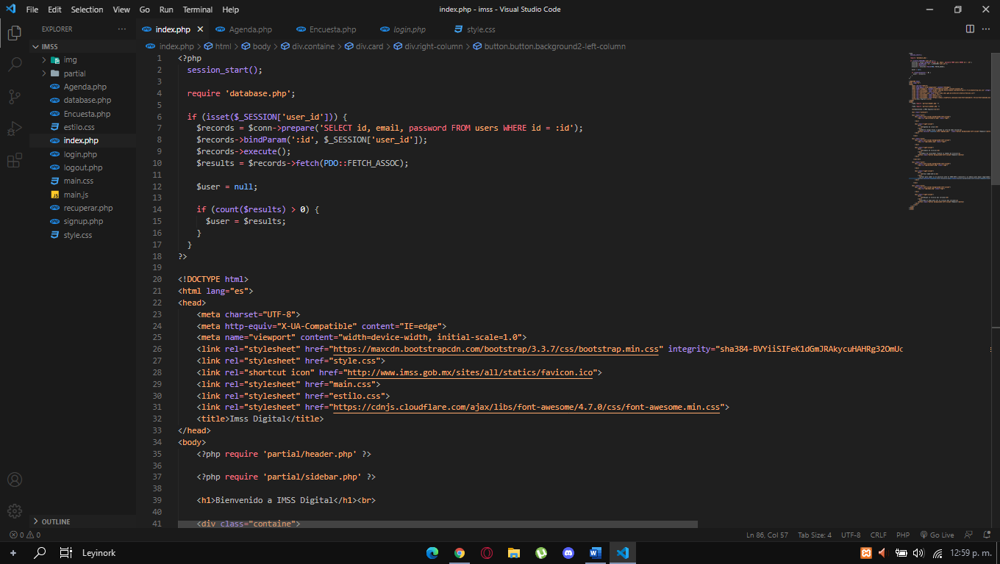 File Edit Selection View Go Run Terminal Help
index.php - imss - Visual Studio Code
EXPLORER
index.php Agenda.php Encuesta.php login.php style.css
IMSS
img
partial
Agenda.php
database.php
Encuesta.php
estilo.css
index.php
login.php
logout.php
main.css
main.js
recuperar.php
signup.php
style.css
OUTLINE
index.php > html > body > div.containe > div.card > div.right-column > button.button.background2-left-column
1 <?php
2 session_start();
3
4 require 'database.php';
5
6 if (isset($_SESSION['user_id'])) {
7 $records = $conn->prepare('SELECT id, email, password FROM users WHERE id = :id');
8 $records->bindParam(':id', $_SESSION['user_id']);
9 $records->execute();
10 $results = $records->fetch(PDO::FETCH_ASSOC);
11
12 $user = null;
13
14 if (count($results) > 0) {
15 $user = $results;
16 }
17 }
18 ?>
19
20 <!DOCTYPE html>
21 <html lang="es">
22 <head>
23 <meta charset="UTF-8">
24 <meta http-equiv="X-UA-Compatible" content="IE=edge">
25 <meta name="viewport" content="width=device-width, initial-scale=1.0">
26 <link rel="stylesheet" href="https://maxcdn.bootstrapcdn.com/bootstrap/3.3.7/css/bootstrap.min.css" integrity="sha384-BVYiiSIFeK1dGmJRAkycuHAHRg32OmUc
27 <link rel="stylesheet" href="style.css">
28 <link rel="shortcut icon" href="http://www.imss.gob.mx/sites/all/statics/favicon.ico">
29 <link rel="stylesheet" href="main.css">
30 <link rel="stylesheet" href="estilo.css">
31 <link rel="stylesheet" href="https://cdnjs.cloudflare.com/ajax/libs/font-awesome/4.7.0/css/font-awesome.min.css">
32 <title>Imss Digital</title>
33 </head>
34 <body>
35 <?php require 'partial/header.php' ?>
36
37 <?php require 'partial/sidebar.php' ?>
38
39 <h1>Bienvenido a IMSS Digital</h1><br>
40
41 <div class="containe">
0 0
Ln 86, Col 57 Tab Size: 4 UTF-8 CRLF PHP Go Live
Leyinork
12:59 p. m.